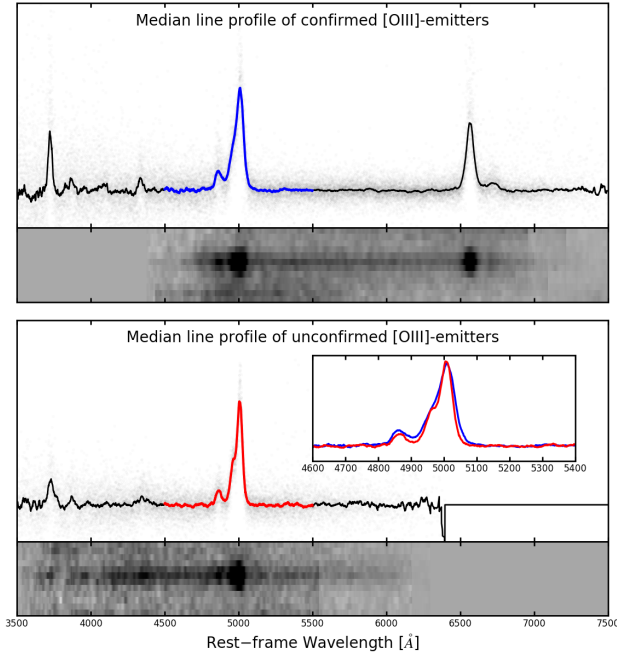 Median line profile of confirmed [OIII]-emitters
Median line profile of unconfirmed [OIII]-emitters
4600 4700 4800 4900 5000 5100 5200 5300 5400
3500 4000 4500 5000 5500 6000 6500 7000 7500
Rest−frame Wavelength [Å]